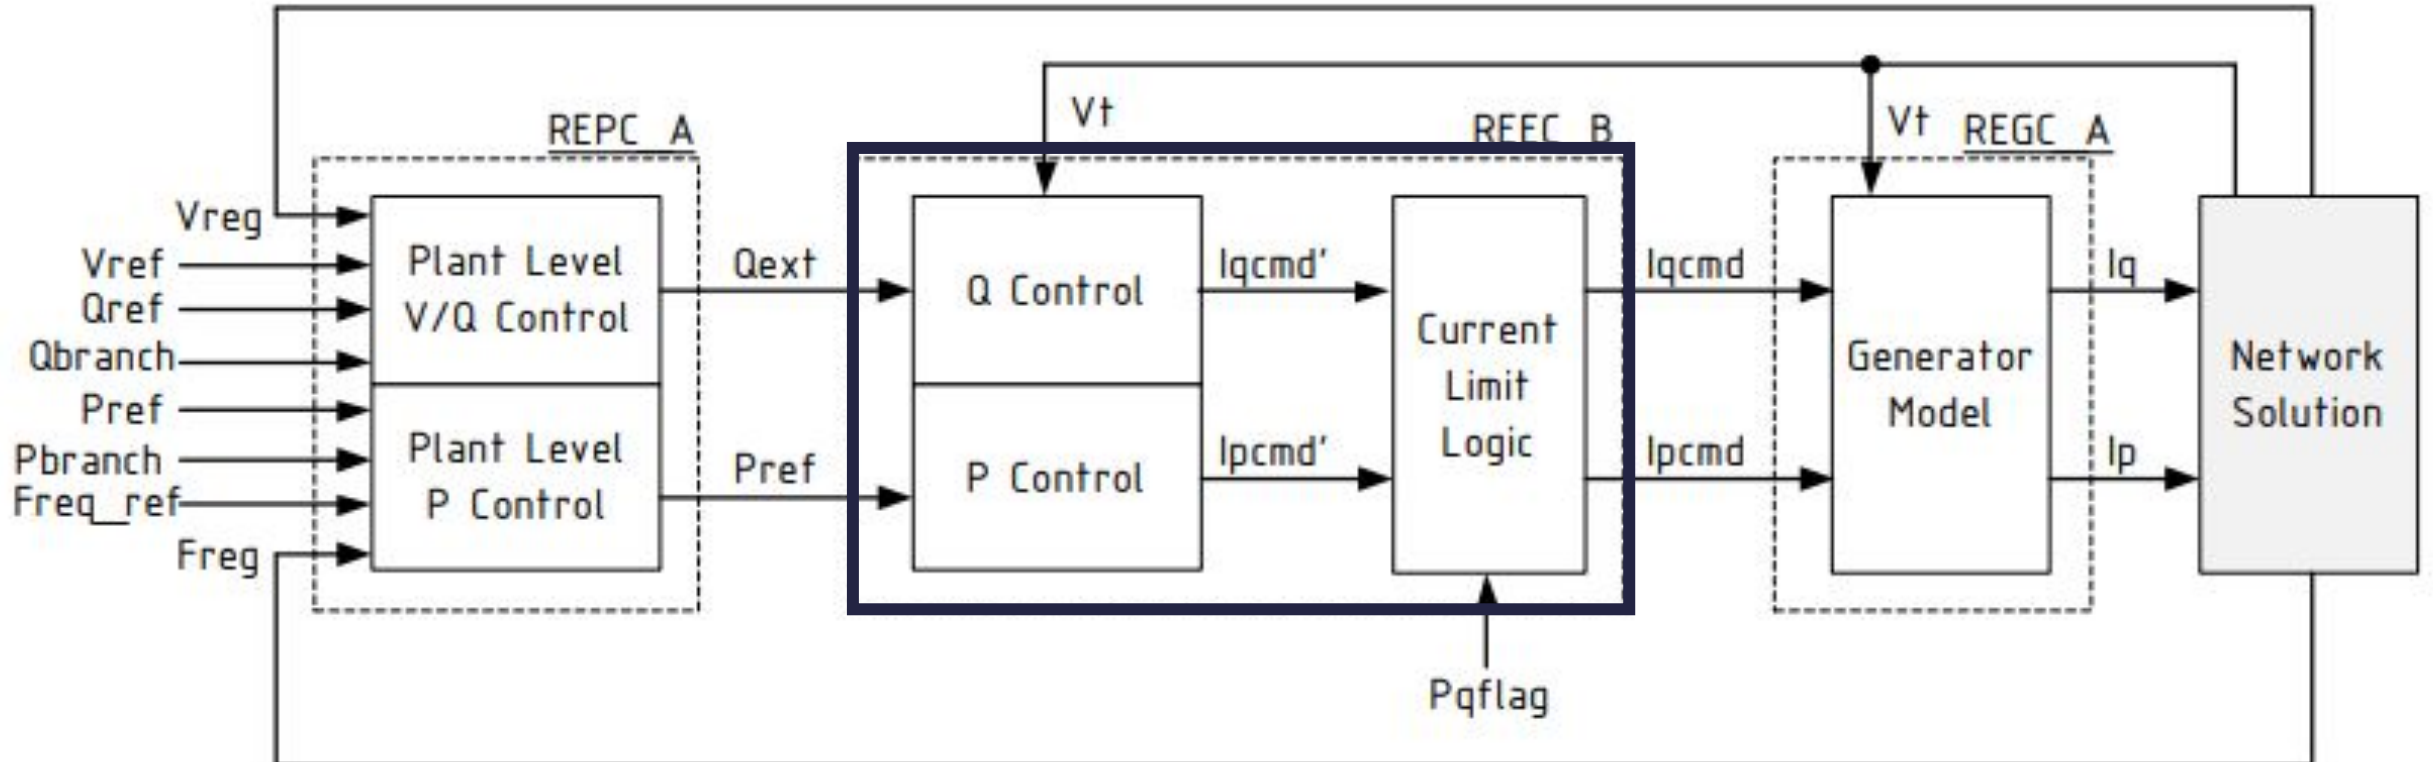 Vt
REPC_A
REEC_B
Vt
REGC_A
Vreg
Vref
Qref
Qbranch
Pref
Pbranch
Freq_ref
Freg
Plant Level
V/Q Control
Plant Level
P Control
Qext
Pref
Q Control
P Control
Iqcmd'
Ipcmd'
Current
Limit
Logic
Pqflag
Iqcmd
Ipcmd
Generator
Model
Iq
Ip
Network
Solution